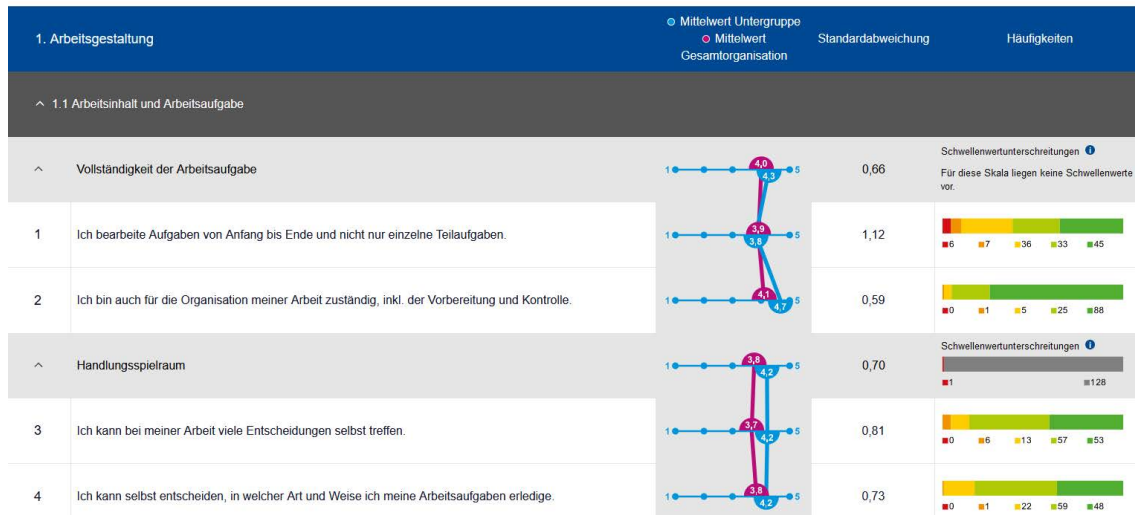 1. Arbeitsgestaltung
Mittelwert Untergruppe
Mittelwert
Gesamtorganisation
Standardabweichung
Häufigkeiten
1.1 Arbeitsinhalt und Arbeitsaufgabe
Vollständigkeit der Arbeitsaufgabe
1 4,0 4,3 5
0,66
Schwellenwertunterschreitungen
Für diese Skala liegen keine Schwellenwerte
vor.
1
Ich bearbeite Aufgaben von Anfang bis Ende und nicht nur einzelne Teilaufgaben.
1 3,9 3,8 5
1,12
6 7 36 33 45
2
Ich bin auch für die Organisation meiner Arbeit zuständig, inkl. der Vorbereitung und Kontrolle.
1 4,1 4,7 5
0,59
0 1 5 25 88
Handlungsspielraum
1 3,8 4,2 5
0,70
Schwellenwertunterschreitungen
1 128
3
Ich kann bei meiner Arbeit viele Entscheidungen selbst treffen.
1 3,7 4,2 5
0,81
0 6 13 57 53
4
Ich kann selbst entscheiden, in welcher Art und Weise ich meine Arbeitsaufgaben erledige.
1 3,8 4,2 5
0,73
0 1 22 59 48